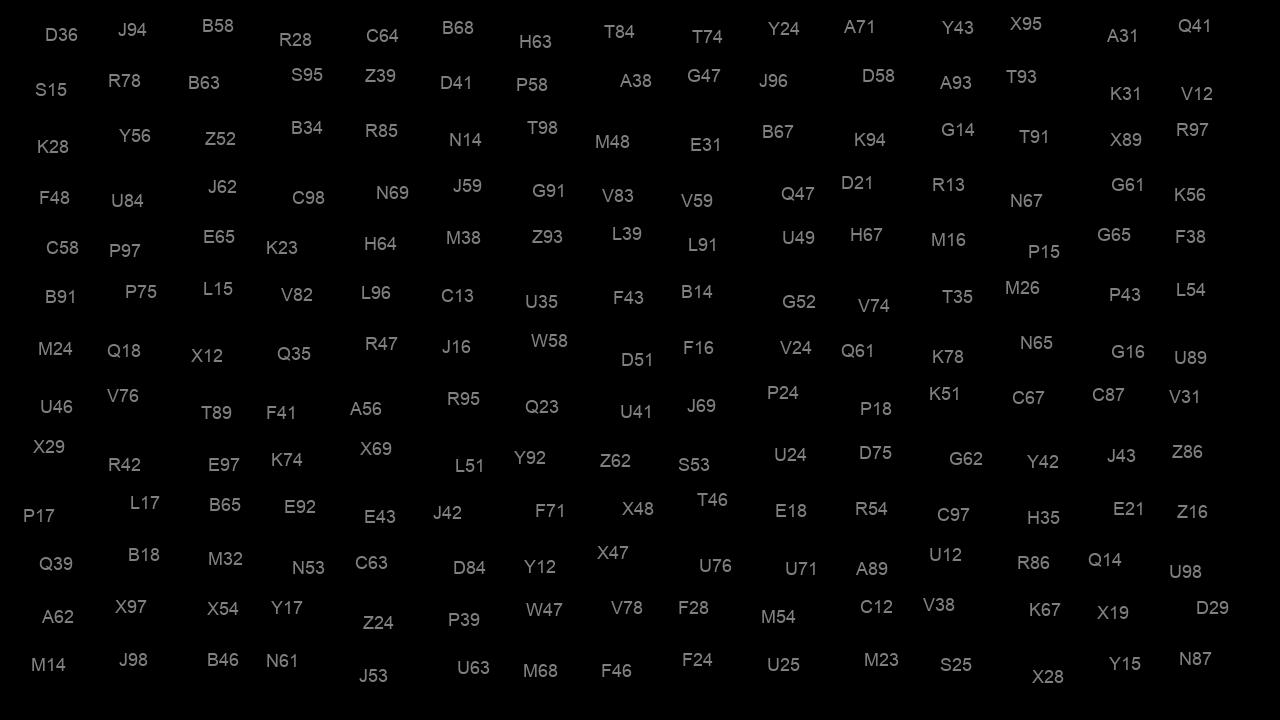 D36 J94 B58 R28 C64 B68 H63 T84 T74 Y24 A71 Y43 X95 A31 Q41
S15 R78 B63 S95 Z39 D41 P58 A38 G47 J96 D58 A93 T93 K31 V12
K28 Y56 Z52 B34 R85 N14 T98 M48 E31 B67 K94 G14 T91 X89 R97
F48 U84 J62 C98 N69 J59 G91 V83 V59 Q47 D21 R13 N67 G61 K56
C58 P97 E65 K23 H64 M38 Z93 L39 L91 U49 H67 M16 P15 G65 F38
B91 P75 L15 V82 L96 C13 U35 F43 B14 G52 V74 T35 M26 P43 L54
M24 Q18 X12 Q35 R47 J16 W58 D51 F16 V24 Q61 K78 N65 G16 U89
U46 V76 T89 F41 A56 R95 Q23 U41 J69 P24 P18 K51 C67 C87 V31
X29 R42 E97 K74 X69 L51 Y92 Z62 S53 U24 D75 G62 Y42 J43 Z86
P17 L17 B65 E92 E43 J42 F71 X48 T46 E18 R54 C97 H35 E21 Z16
Q39 B18 M32 N53 C63 D84 Y12 X47 U76 U71 A89 U12 R86 Q14 U98
A62 X97 X54 Y17 Z24 P39 W47 V78 F28 M54 C12 V38 K67 X19 D29
M14 J98 B46 N61 J53 U63 M68 F46 F24 U25 M23 S25 X28 Y15 N87